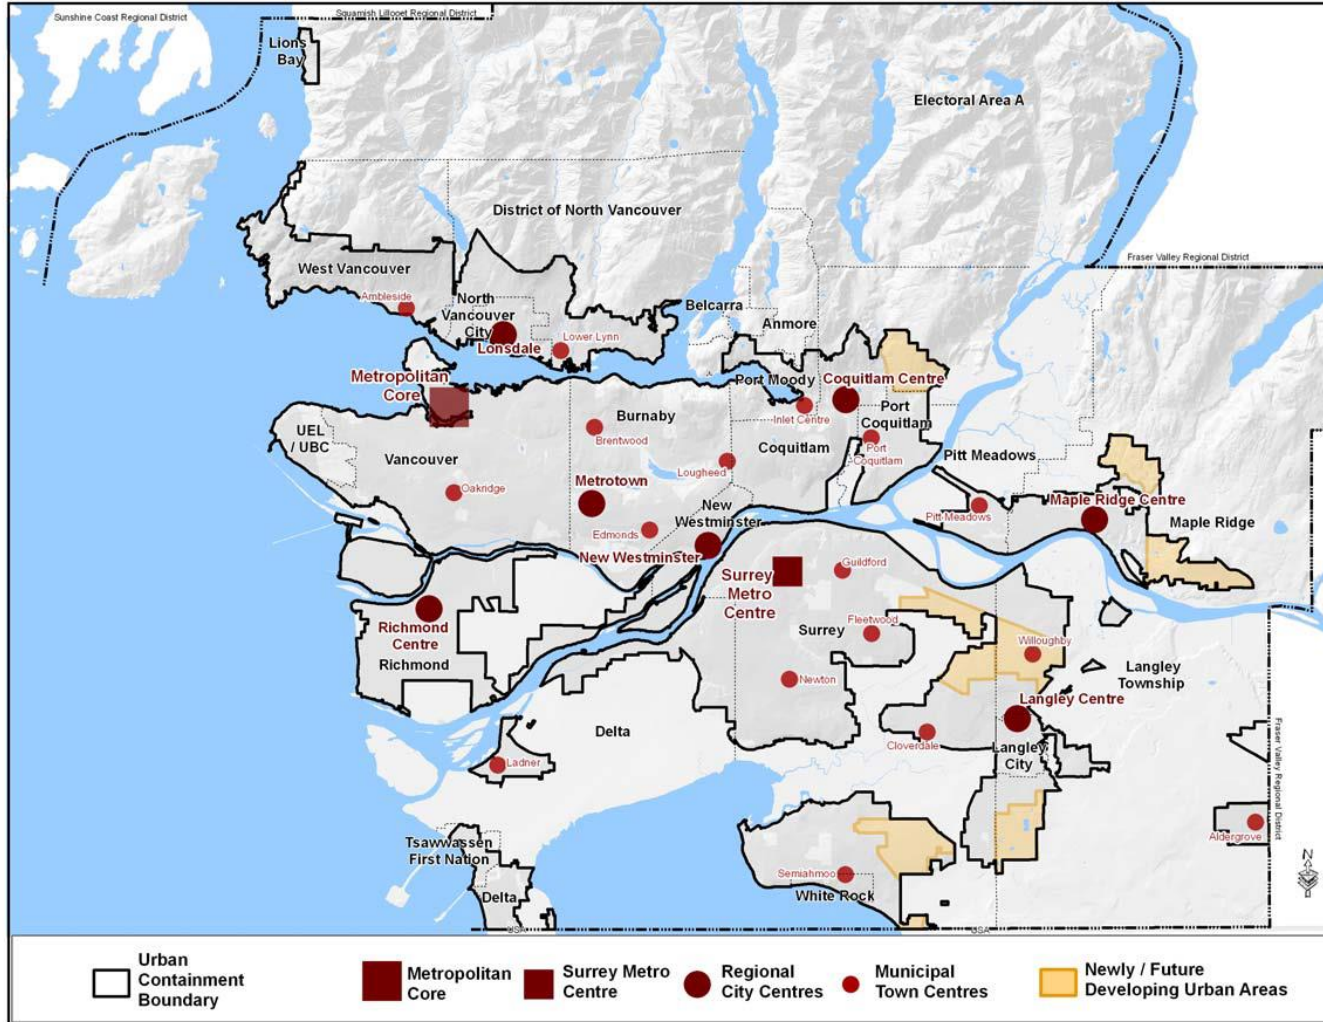 Sunshine Coast Regional District
Squamish Lillooet Regional District
Lions
Bay
Electoral Area A
District of North Vancouver
Fraser Valley Regional District
West Vancouver
Ambleside
North
Vancouver
City
Lonsdale
Lower Lynn
Belcarra
Anmore
Metropolitan
Core
Port Moody
Coquitlam Centre
Inlet Centre
Port
Coquitlam
Port
Coquitlam
UEL
/ UBC
Burnaby
Brentwood
Vancouver
Coquitlam
Lougheed
Pitt Meadows
Oakridge
Metrotown
New
Westminster
Pitt Meadows
Maple Ridge Centre
Maple Ridge
Edmonds
New Westminster
Surrey
Metro
Centre
Guildford
Richmond
Centre
Richmond
Fleetwood
Surrey
Willoughby
Langley
Township
Newton
Langley Centre
Delta
Cloverdale
Langley
City
Ladner
Fraser Valley Regional District
Aldergrove
Tsawwassen
First Nation
Semiahmoo
White Rock
Delta
N
USA
USA
Urban
Containment
Boundary
Metropolitan
Core
Surrey Metro
Centre
Regional
City Centres
Municipal
Town Centres
Newly / Future
Developing Urban Areas